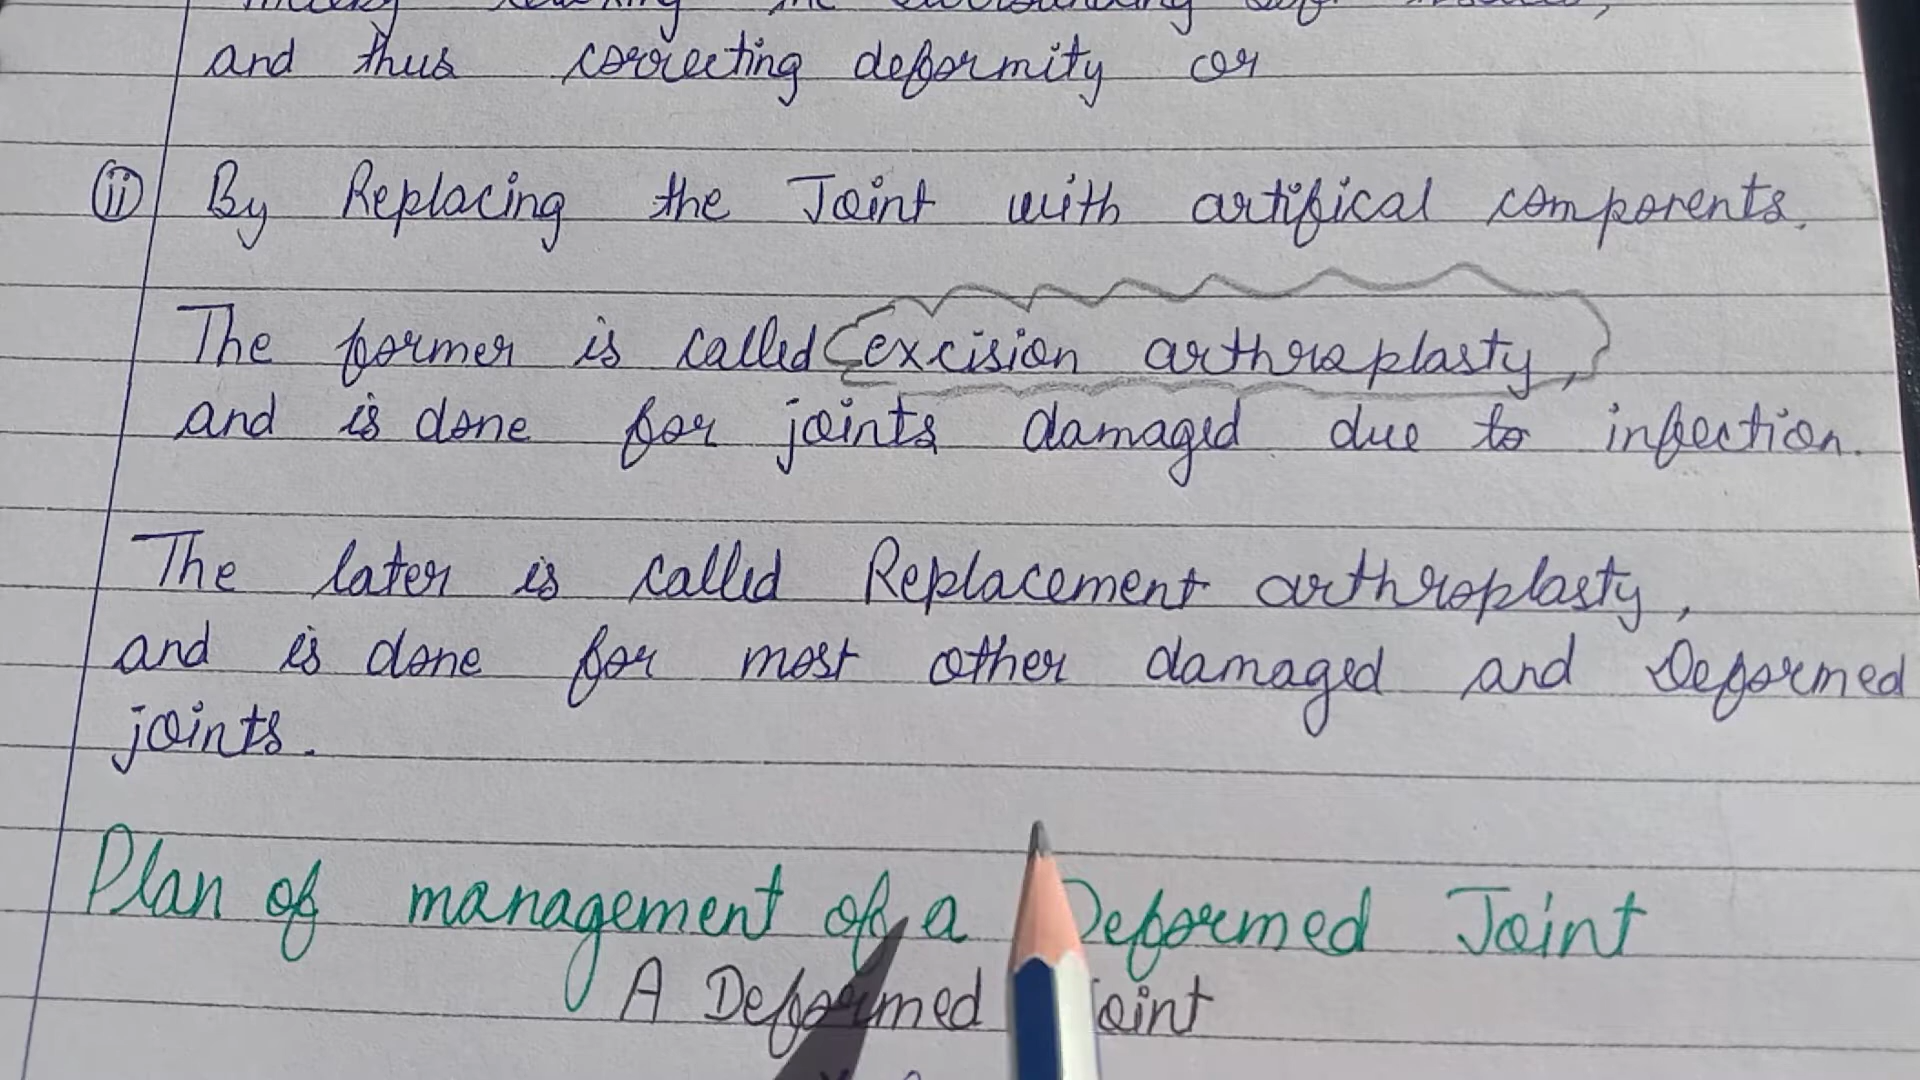 and thus correcting deformity or
(ii) By Replacing the Joint with artifical components.
The former is called excision arthroplasty,
and is done for joints damaged due to infection.
The later is called Replacement arthroplasty,
and is done for most other damaged and Deformed
joints.
Plan of management of a Deformed Joint
A Deformed Joint